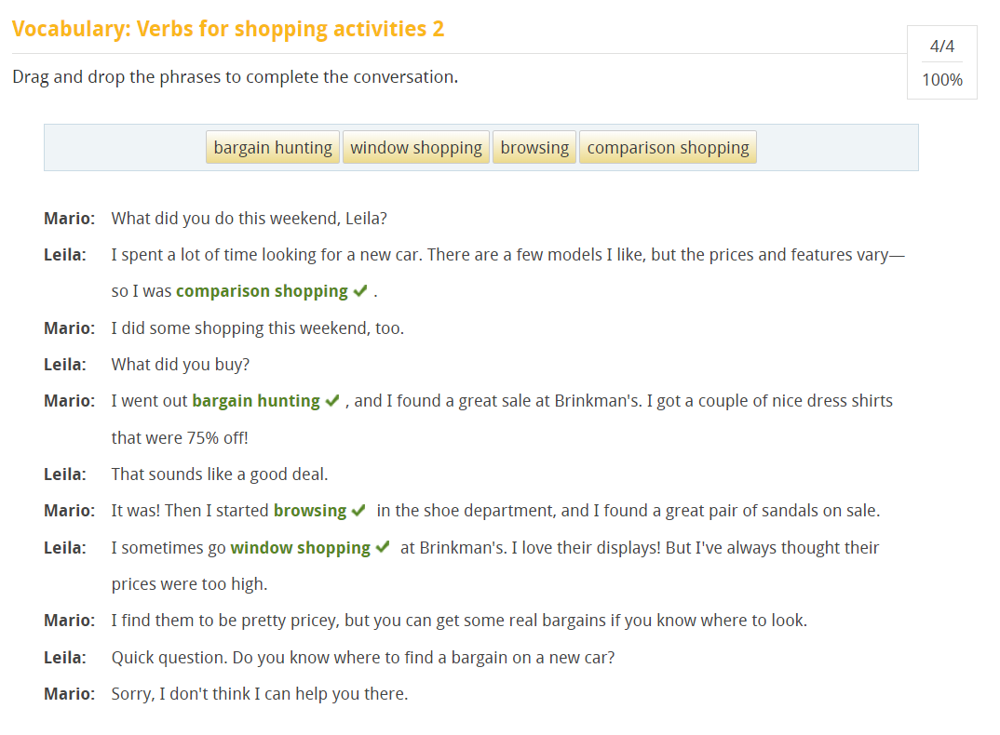 Vocabulary: Verbs for shopping activities 2
4/4
100%
Drag and drop the phrases to complete the conversation.
bargain hunting window shopping browsing comparison shopping
Mario: What did you do this weekend, Leila?
Leila: I spent a lot of time looking for a new car. There are a few models I like, but the prices and features vary—
so I was comparison shopping ✔ .
Mario: I did some shopping this weekend, too.
Leila: What did you buy?
Mario: I went out bargain hunting ✔ , and I found a great sale at Brinkman's. I got a couple of nice dress shirts
that were 75% off!
Leila: That sounds like a good deal.
Mario: It was! Then I started browsing ✔ in the shoe department, and I found a great pair of sandals on sale.
Leila: I sometimes go window shopping ✔ at Brinkman's. I love their displays! But I've always thought their
prices were too high.
Mario: I find them to be pretty pricey, but you can get some real bargains if you know where to look.
Leila: Quick question. Do you know where to find a bargain on a new car?
Mario: Sorry, I don't think I can help you there.